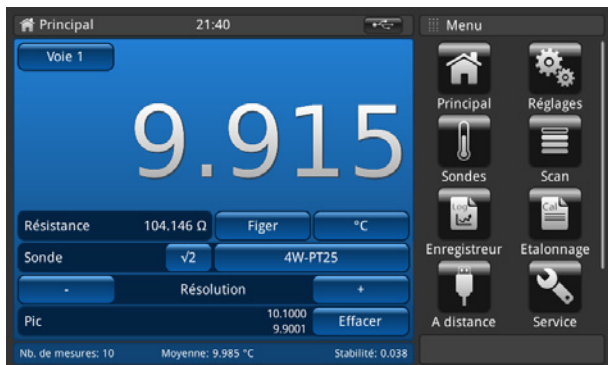 Principal 21:40
Menu
Voie 1
9.915
Résistance 104.146 Ω Figer °C
Sonde √2 4W-PT25
- Résolution +
Pic 10.1000 9.9001 Effacer
Nb. de mesures: 10 Moyenne: 9.985 °C Stabilité: 0.038
Principal Réglages
Sondes Scan
Log Cal
Enregistreur Etalonnage
A distance Service